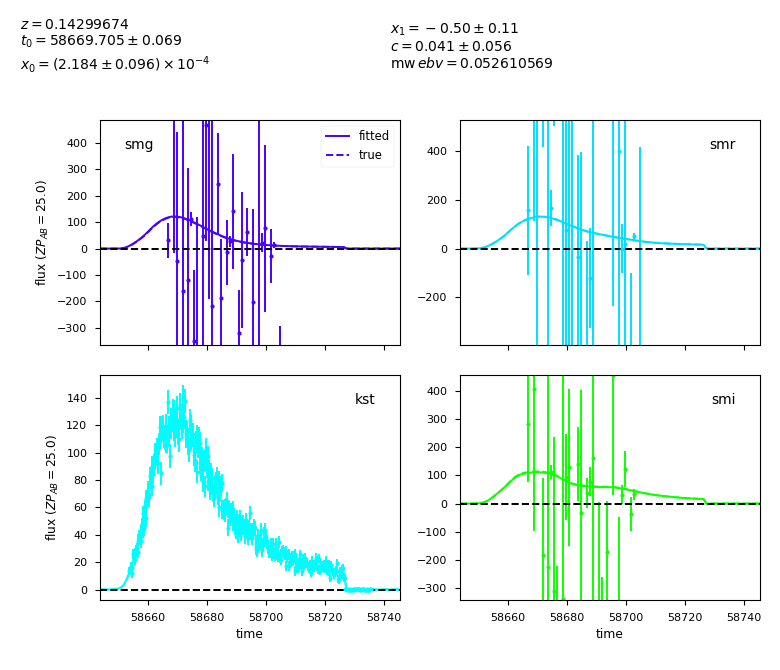 z = 0.14299674
t0 = 58669.705 ± 0.069
x0 = (2.184 ± 0.096) × 10^−4
x1 = −0.50 ± 0.11
c = 0.041 ± 0.056
mw ebv = 0.052610569
smg
fitted
true
400
300
200
100
0
−100
−200
−300
flux (ZP_AB = 25.0)
smr
400
200
0
−200
kst
140
120
100
80
60
40
20
0
flux (ZP_AB = 25.0)
58660 58680 58700 58720 58740
time
smi
400
300
200
100
0
−100
−200
−300
58660 58680 58700 58720 58740
time